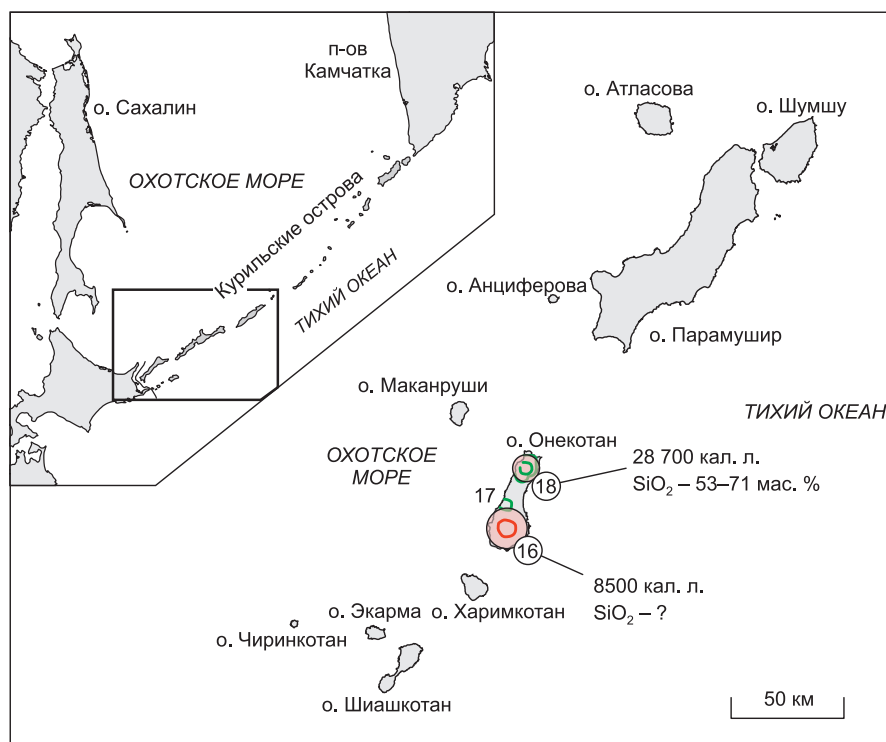 п-ов
Камчатка
о. Сахалин
ОХОТСКОЕ МОРЕ
Курильские острова
ТИХИЙ ОКЕАН
о. Атласова
о. Шумшу
о. Анциферова
о. Парамушир
о. Маканруши
ТИХИЙ ОКЕАН
о. Онекотан
ОХОТСКОЕ
МОРЕ
28 700 кал. л.
SiO₂ – 53–71 мас. %
17
18
16
8500 кал. л.
SiO₂ – ?
о. Харимкотан
о. Экарма
о. Чиринкотан
о. Шиашкотан
50 км